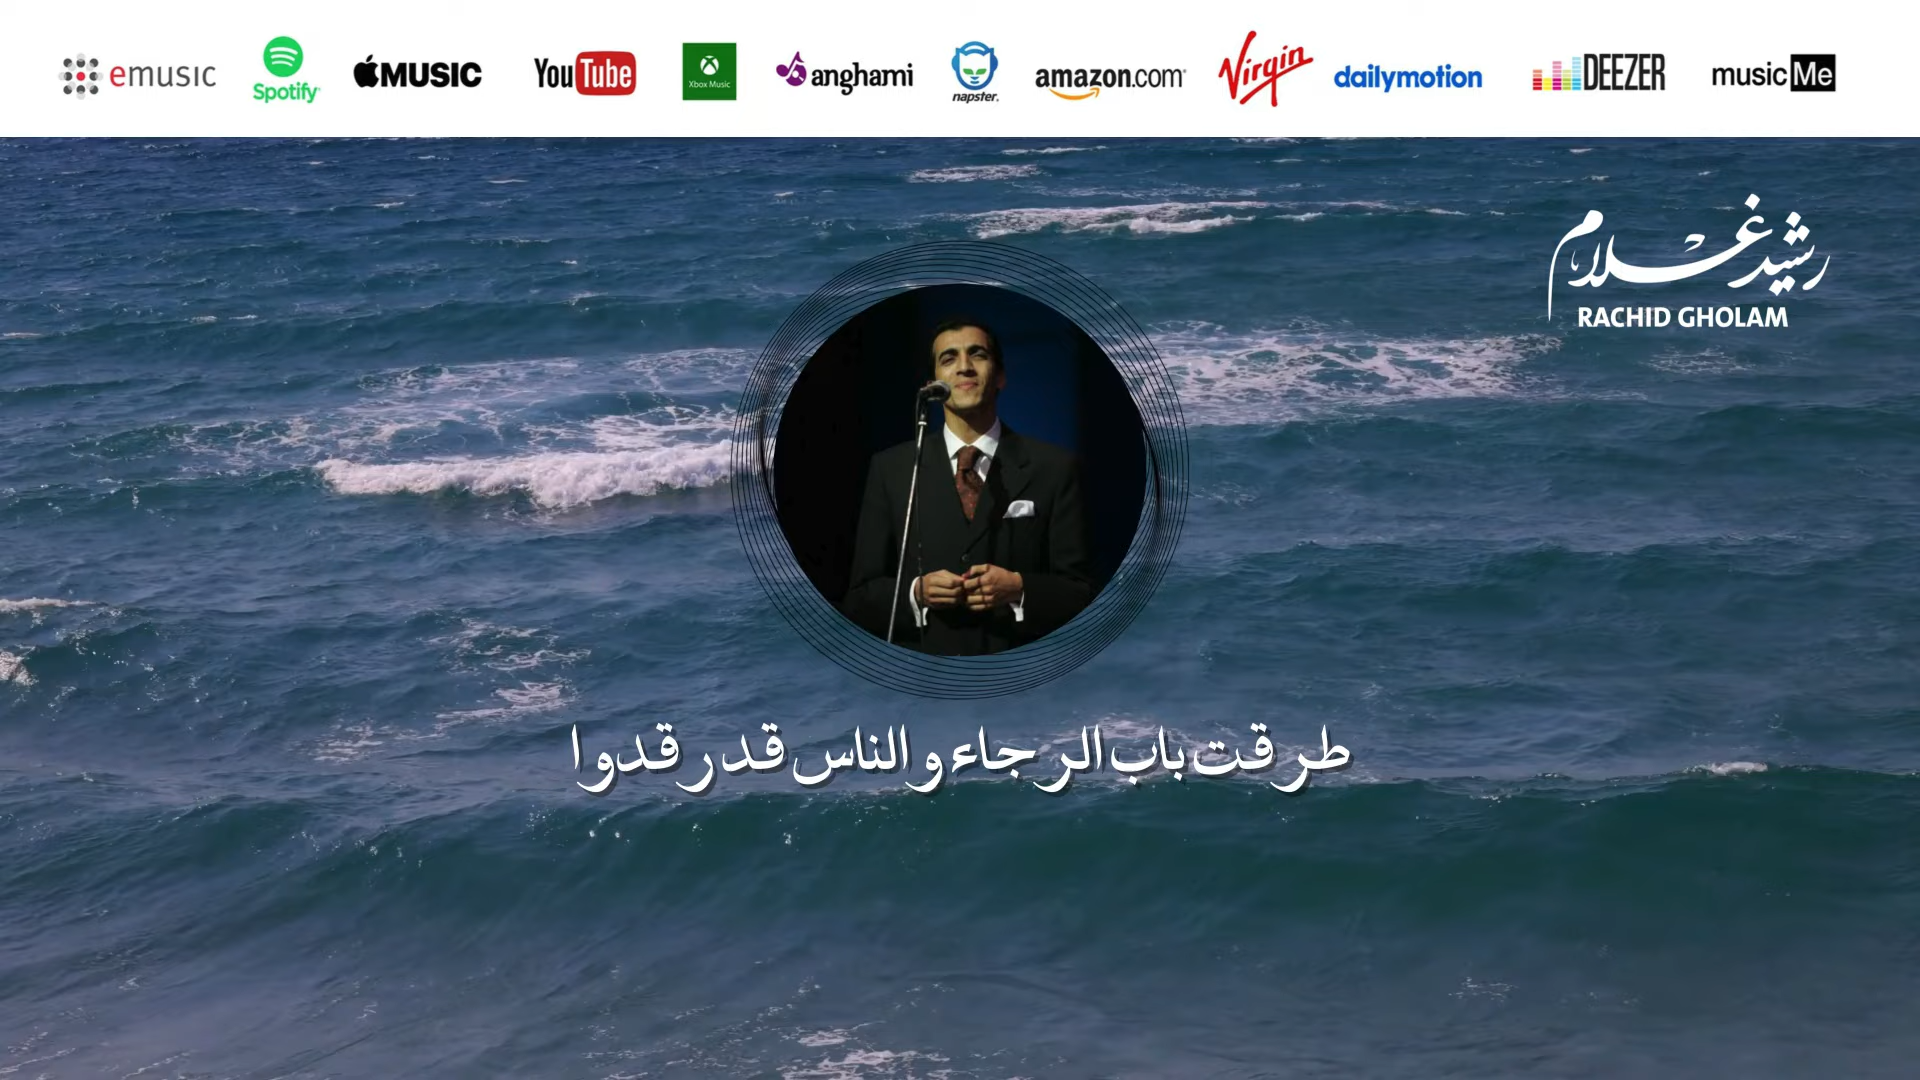 emusic Spotify MUSIC YouTube Xbox Music anghami napster. amazon.com Virgin dailymotion DEEZER musicMe
رشيد غلام
RACHID GHOLAM
طرقت باب الرجاء والناس قد رقدوا